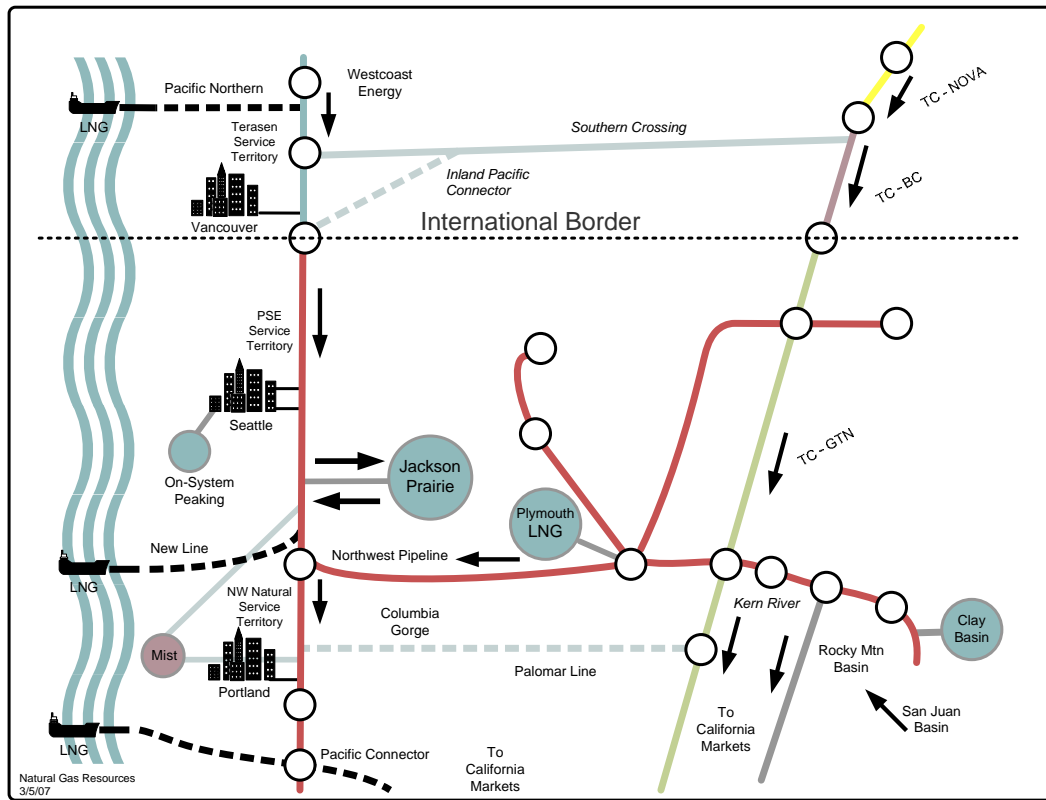 Pacific Northern
Westcoast
Energy
TC - NOVA
LNG
Terasen
Service
Territory
Southern Crossing
Inland Pacific
Connector
TC - BC
Vancouver
International Border
PSE
Service
Territory
Seattle
TC - GTN
On-System
Peaking
Jackson
Prairie
Plymouth
LNG
New Line
Northwest Pipeline
LNG
NW Natural
Service
Territory
Columbia
Gorge
Kern River
Clay
Basin
Mist
Palomar Line
Rocky Mtn
Basin
Portland
To
California
Markets
San Juan
Basin
LNG
Pacific Connector
To
California
Markets
Natural Gas Resources
3/5/07